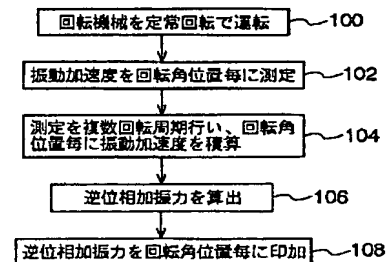 回転機械を定常回転で運転
100
振動加速度を回転角位置毎に測定
102
測定を複数回転周期行い、回転角
位置毎に振動加速度を積算
104
逆位相加振力を算出
106
逆位相加振力を回転角位置毎に印加
108